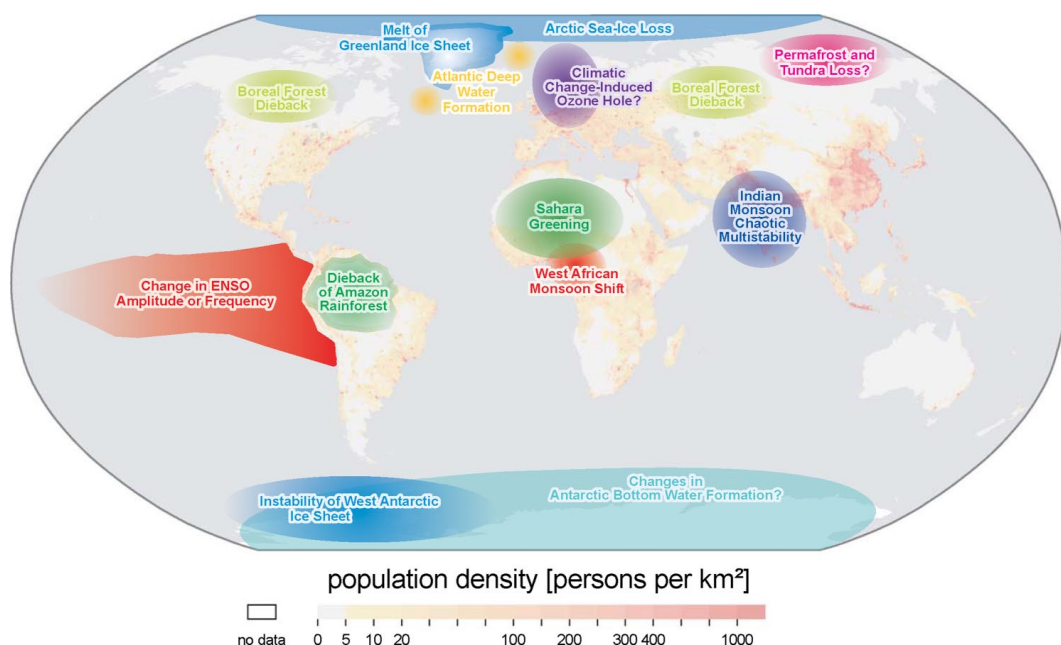 Melt of
Greenland Ice Sheet
Arctic Sea-Ice Loss
Permafrost and
Tundra Loss?
Atlantic Deep
Water
Formation
Climatic
Change-Induced
Ozone Hole?
Boreal Forest
Dieback
Boreal Forest
Dieback
Sahara
Greening
Indian
Monsoon
Chaotic
Multistability
West African
Monsoon Shift
Change in ENSO
Amplitude or Frequency
Dieback
of Amazon
Rainforest
Instability of West Antarctic
Ice Sheet
Changes in
Antarctic Bottom Water Formation?
population density [persons per km²]
no data
0 5 10 20 100 200 300 400 1000